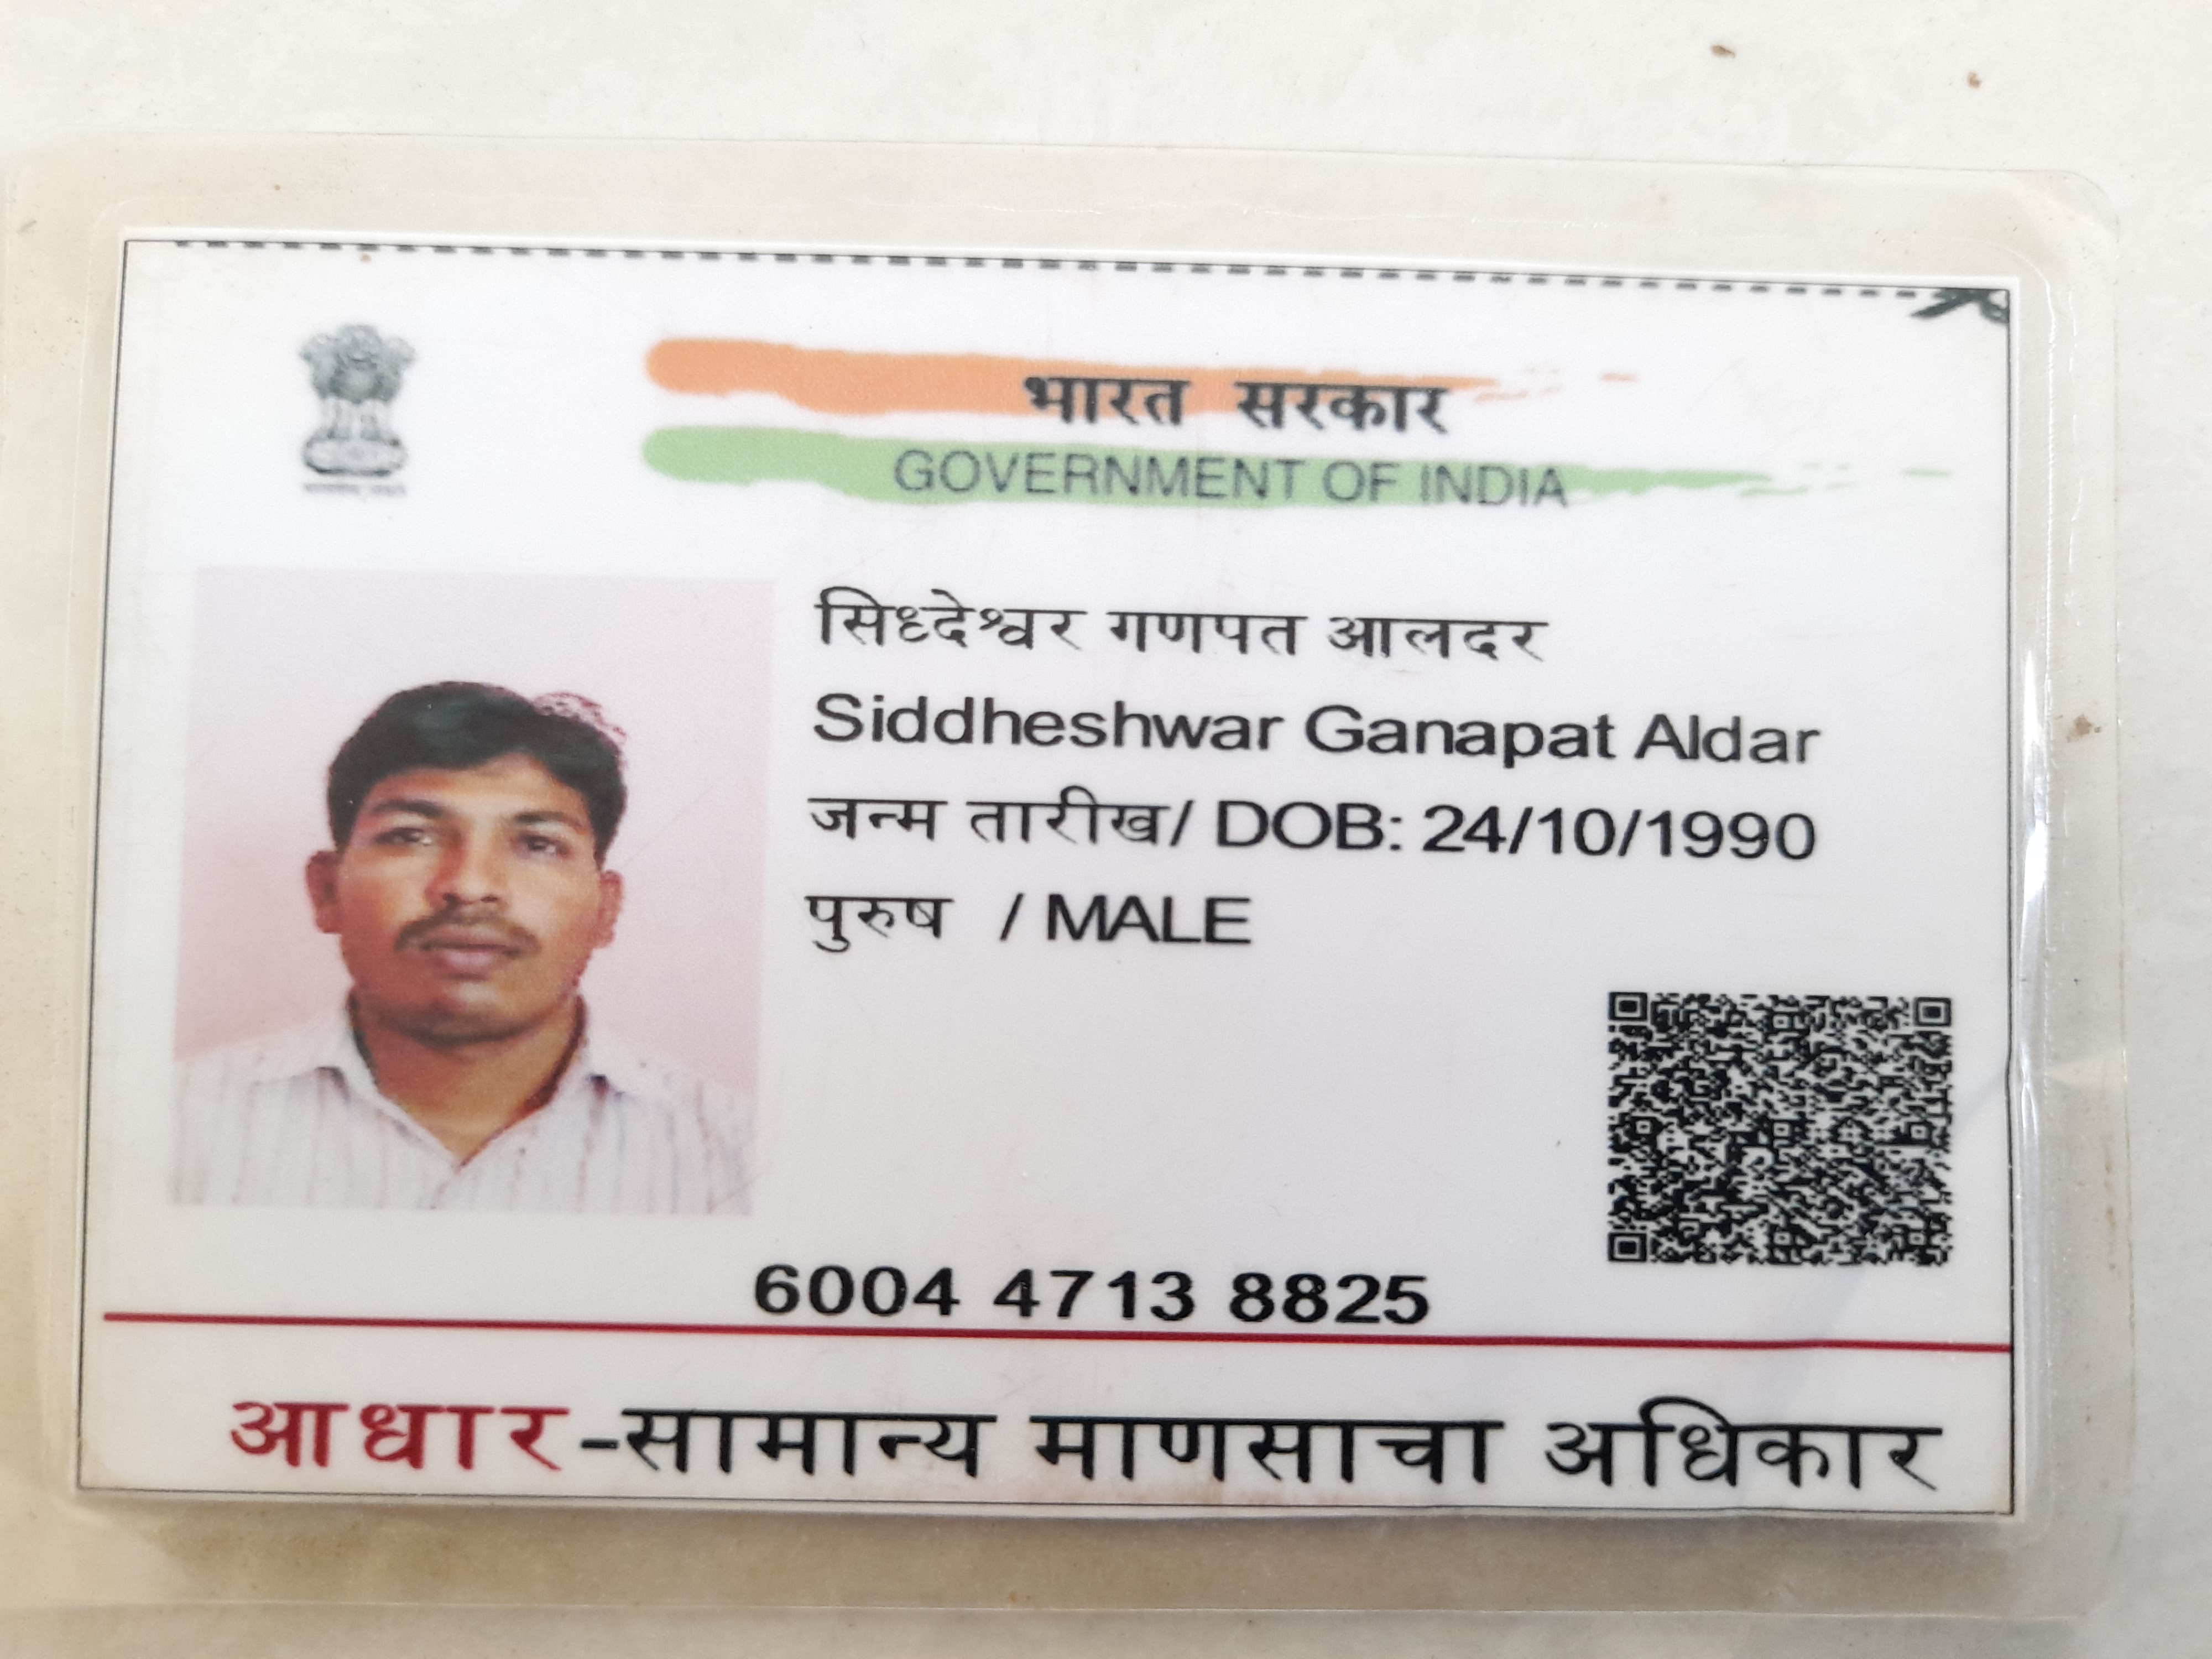 भारत सरकार
GOVERNMENT OF INDIA
सिध्देश्वर गणपत आलदर
Siddheshwar Ganapat Aldar
जन्म तारीख/ DOB: 24/10/1990
पुरुष / MALE
6004 4713 8825
आधार-सामान्य माणसाचा अधिकार